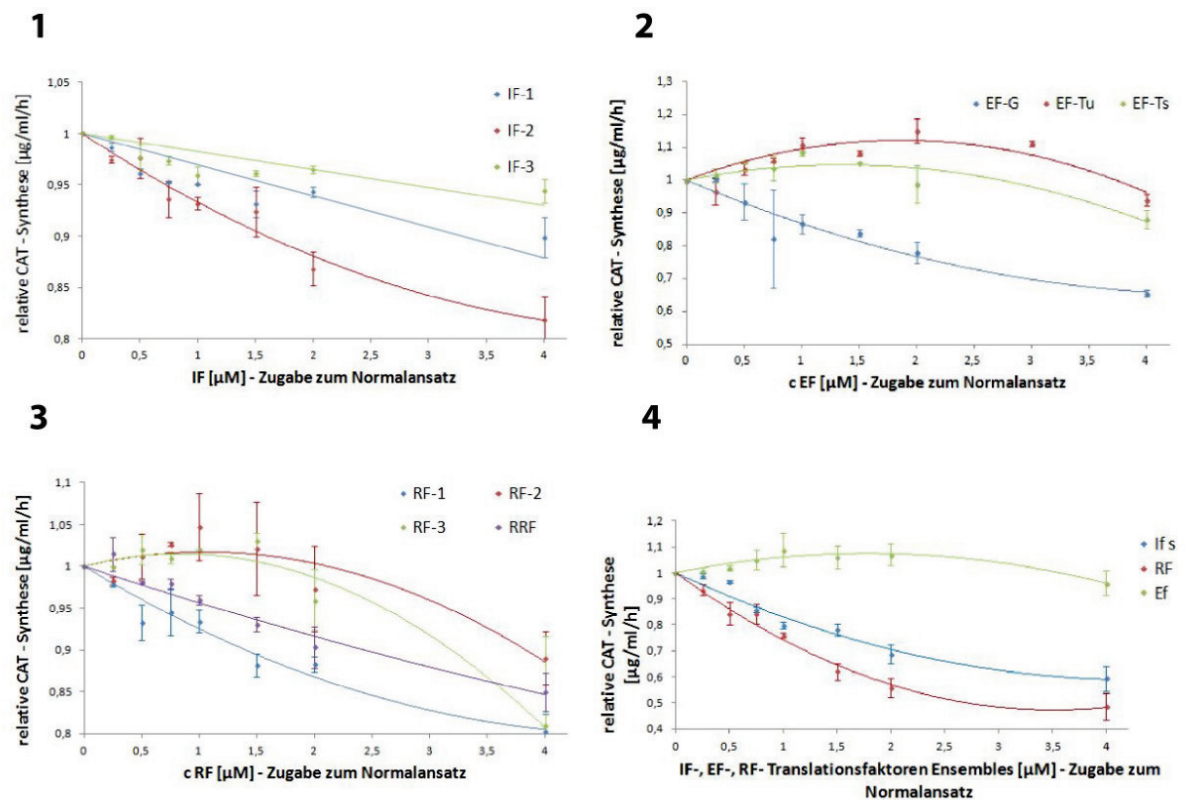 1
relative CAT - Synthese [µg/ml/h]
1,05
1
0,95
0,9
0,85
0,8
IF-1
IF-2
IF-3
0 0,5 1 1,5 2 2,5 3 3,5 4
IF [µM] - Zugabe zum Normalansatz
2
relative CAT - Synthese [µg/ml/h]
1,3
1,2
1,1
1
0,9
0,8
0,7
0,6
0,5
EF-G EF-Tu EF-Ts
0 0,5 1 1,5 2 2,5 3 3,5 4
c EF [µM] - Zugabe zum Normalansatz
3
relative CAT - Synthese [µg/ml/h]
1,1
1,05
1
0,95
0,9
0,85
0,8
RF-1 RF-2
RF-3 RRF
0 0,5 1 1,5 2 2,5 3 3,5 4
c RF [µM] - Zugabe zum Normalansatz
4
relative CAT - Synthese
[µg/ml/h]
1,2
1,1
1
0,9
0,8
0,7
0,6
0,5
0,4
If s
RF
Ef
0 0,5 1 1,5 2 2,5 3 3,5 4
IF-, EF-, RF- Translationsfaktoren Ensembles [µM] - Zugabe zum
Normalansatz